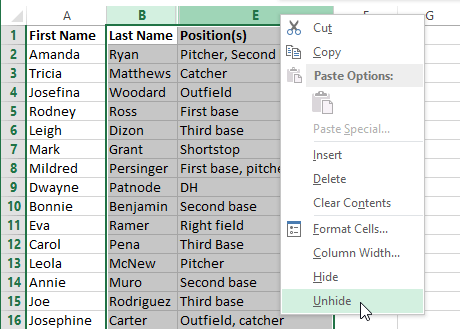 A B E F G
1 First Name Last Name Position(s)
2 Amanda Ryan Pitcher, Second
3 Tricia Matthews Catcher
4 Josefina Woodard Outfield
5 Rodney Ross First base
6 Leigh Dizon Third base
7 Mark Grant Shortstop
8 Mildred Persinger First base, pitche
9 Dwayne Patnode DH
10 Bonnie Benjamin Second base
11 Eva Ramer Right field
12 Carol Pena Third Base
13 Leola McNew Pitcher
14 Annie Muro Second base
15 Joe Rodriguez Third base
16 Josephine Carter Outfield, catcher
Cut
Copy
Paste Options:
Paste Special...
Insert
Delete
Clear Contents
Format Cells...
Column Width...
Hide
Unhide